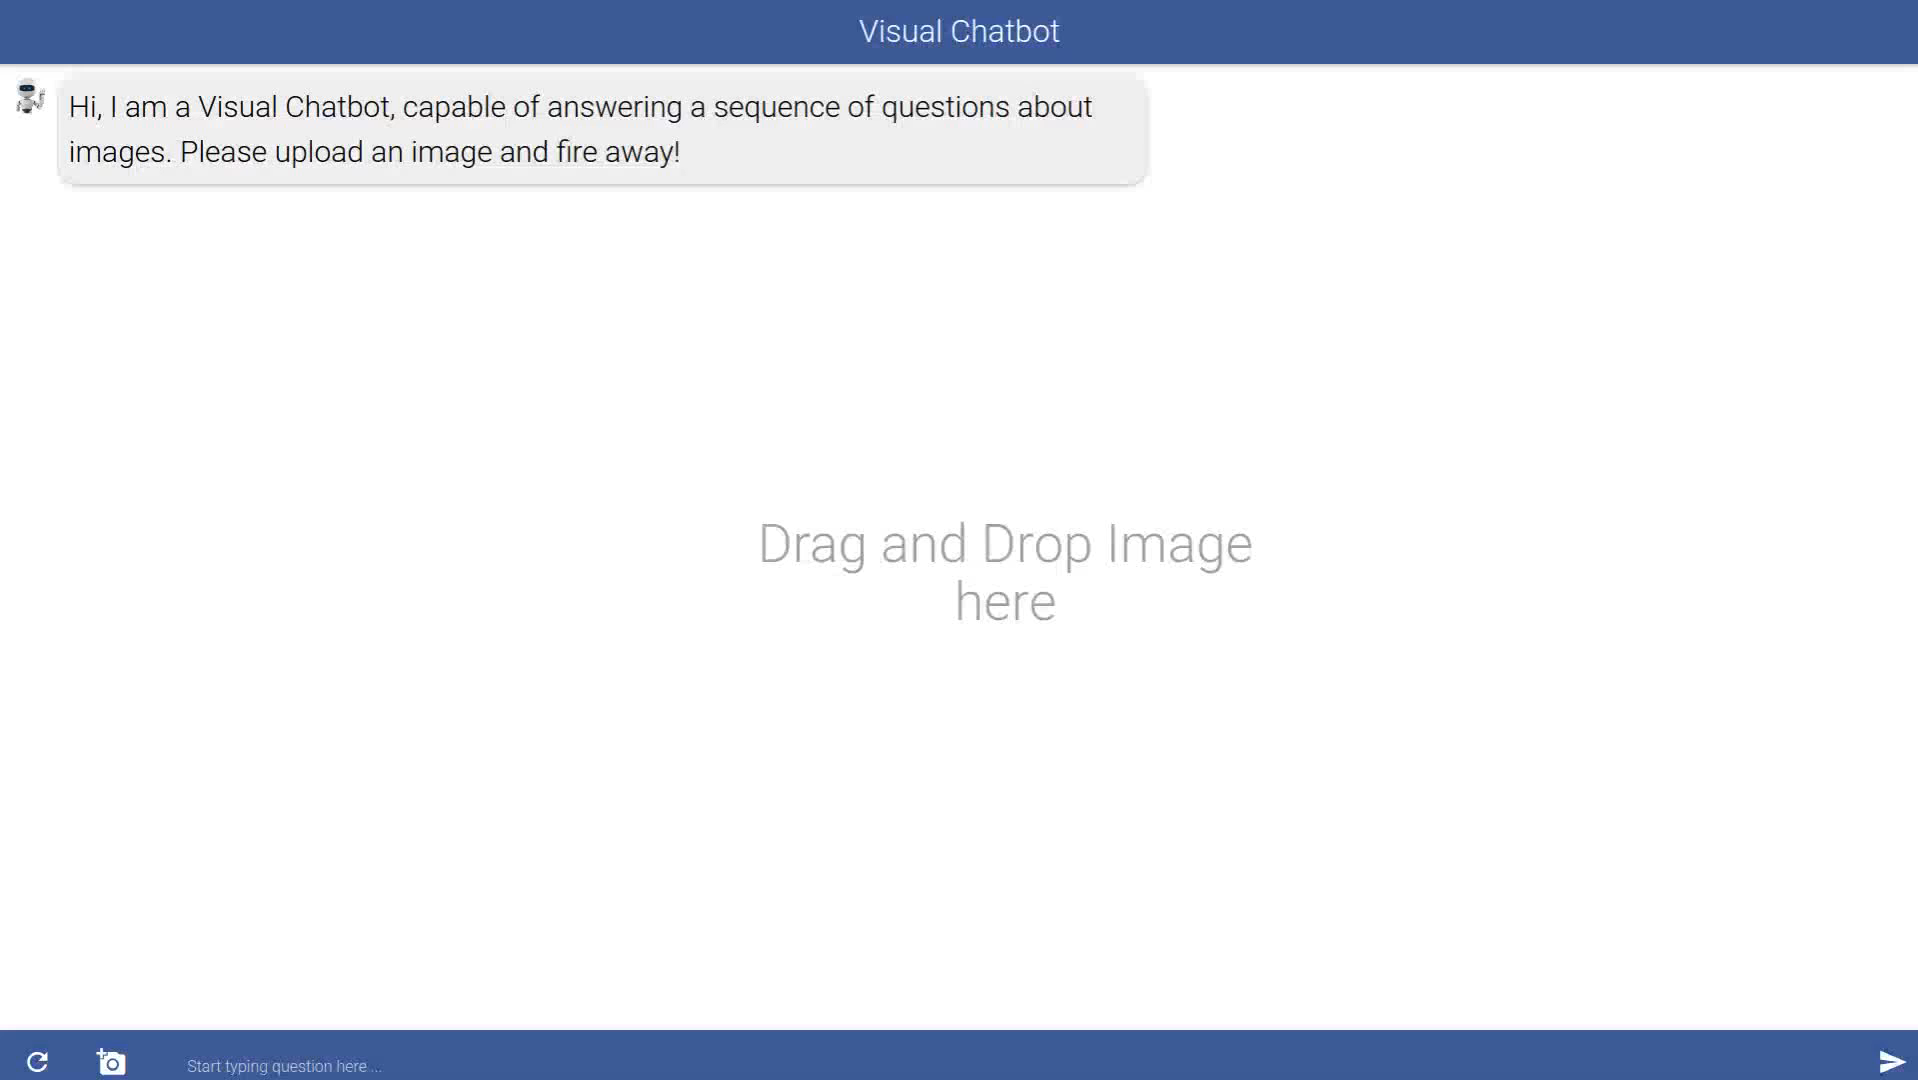 Visual Chatbot
Hi, I am a Visual Chatbot, capable of answering a sequence of questions about
images. Please upload an image and fire away!
Drag and Drop Image
here
Start typing question here ...